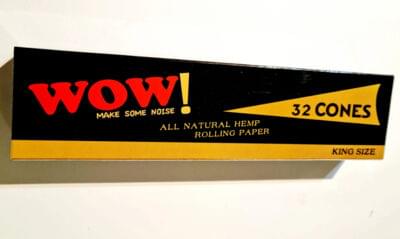 WOW!
MAKE SOME NOISE
32 CONES
ALL NATURAL HEMP
ROLLING PAPER
KING SIZE